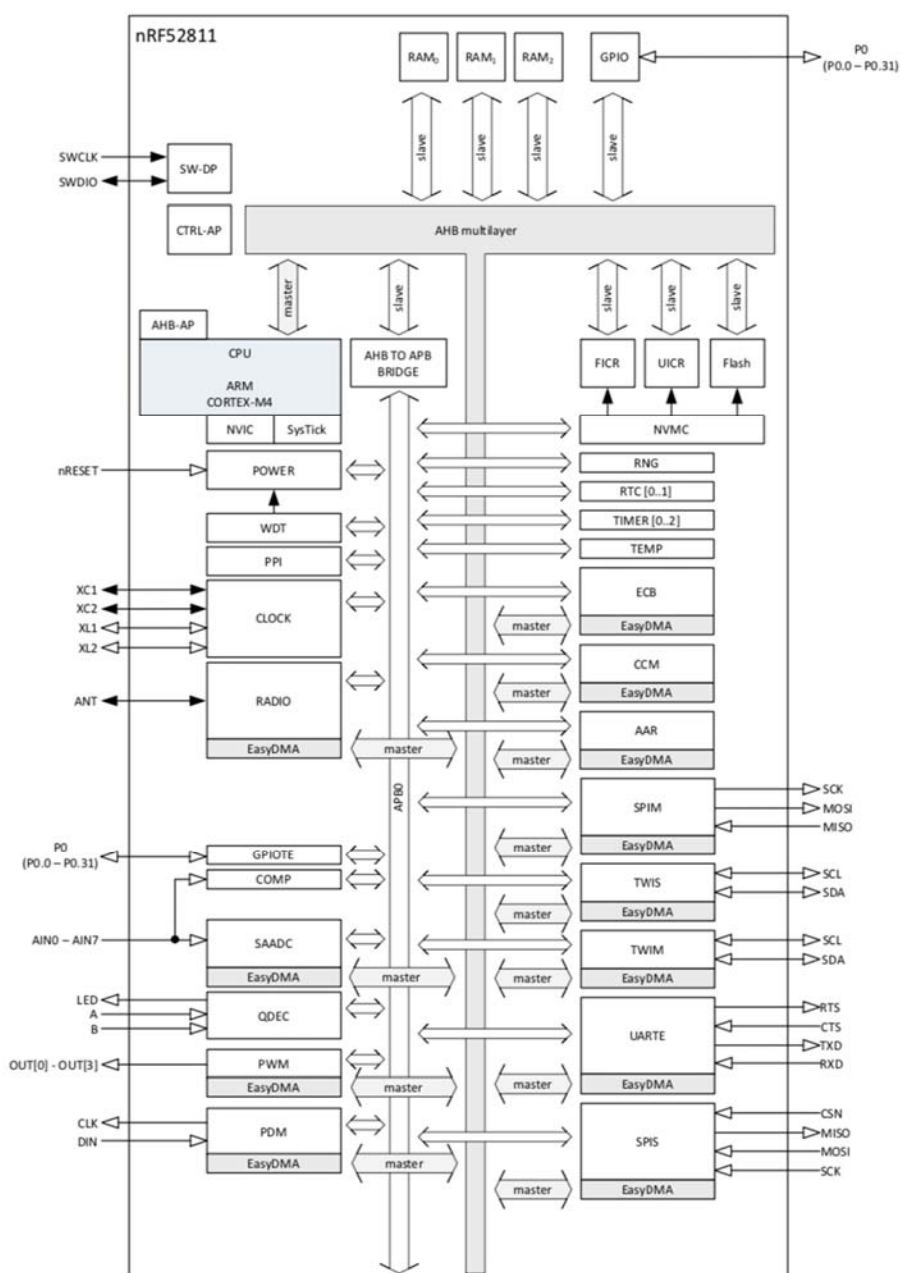 nRF52811
RAM0
RAM1
RAM2
GPIO
P0
(P0.0 – P0.31)
slave
slave
slave
slave
SWCLK
SWDIO
SW-DP
CTRL-AP
AHB multilayer
master
slave
slave
slave
slave
AHB-AP
CPU
ARM
CORTEX-M4
NVIC
SysTick
AHB TO APB
BRIDGE
FICR
UICR
Flash
NVMC
nRESET
POWER
RNG
RTC [0..1]
WDT
TIMER [0..2]
PPI
TEMP
XC1
XC2
XL1
XL2
CLOCK
ECB
master
EasyDMA
ANT
RADIO
EasyDMA
master
CCM
master
EasyDMA
AAR
master
EasyDMA
APB0
SPIM
master
EasyDMA
SCK
MOSI
MISO
P0
(P0.0 – P0.31)
GPIOTE
COMP
TWIS
master
EasyDMA
SCL
SDA
AIN0 – AIN7
SAADC
EasyDMA
master
TWIM
master
EasyDMA
SCL
SDA
LED
A
B
QDEC
UARTE
master
EasyDMA
RTS
CTS
TXD
RXD
OUT[0] - OUT[3]
PWM
EasyDMA
master
CLK
DIN
PDM
EasyDMA
master
SPIS
master
EasyDMA
CSN
MISO
MOSI
SCK